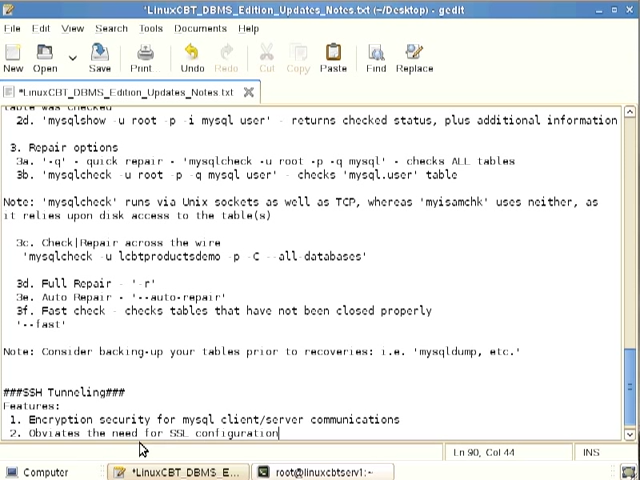 *LinuxCBT_DBMS_Edition_Updates_Notes.txt (~/Desktop) - gedit
File Edit View Search Tools Documents Help
New Open Save Print... Undo Redo Cut Copy Paste Find Replace
*LinuxCBT_DBMS_Edition_Updates_Notes.txt
table was checked
2d. 'mysqlshow -u root -p -i mysql user' - returns checked status, plus additional information
3. Repair options
3a. '-q' - quick repair - 'mysqlcheck -u root -p -q mysql' - checks ALL tables
3b. 'mysqlcheck -u root -p -q mysql user' - checks 'mysql.user' table
Note: 'mysqlcheck' runs via Unix sockets as well as TCP, whereas 'myisamchk' uses neither, as
it relies upon disk access to the table(s)
3c. Check|Repair across the wire
'mysqlcheck -u lcbtproductsdemo -p -C --all-databases'
3d. Full Repair - '-r'
3e. Auto Repair - '--auto-repair'
3f. Fast check - checks tables that have not been closed properly
'--fast'
Note: Consider backing-up your tables prior to recoveries: i.e. 'mysqldump, etc.'
###SSH Tunneling###
Features:
1. Encryption security for mysql client/server communications
2. Obviates the need for SSL configuration
Ln 90, Col 44 INS
Computer *LinuxCBT_DBMS_E... root@linuxcbtserv1:~